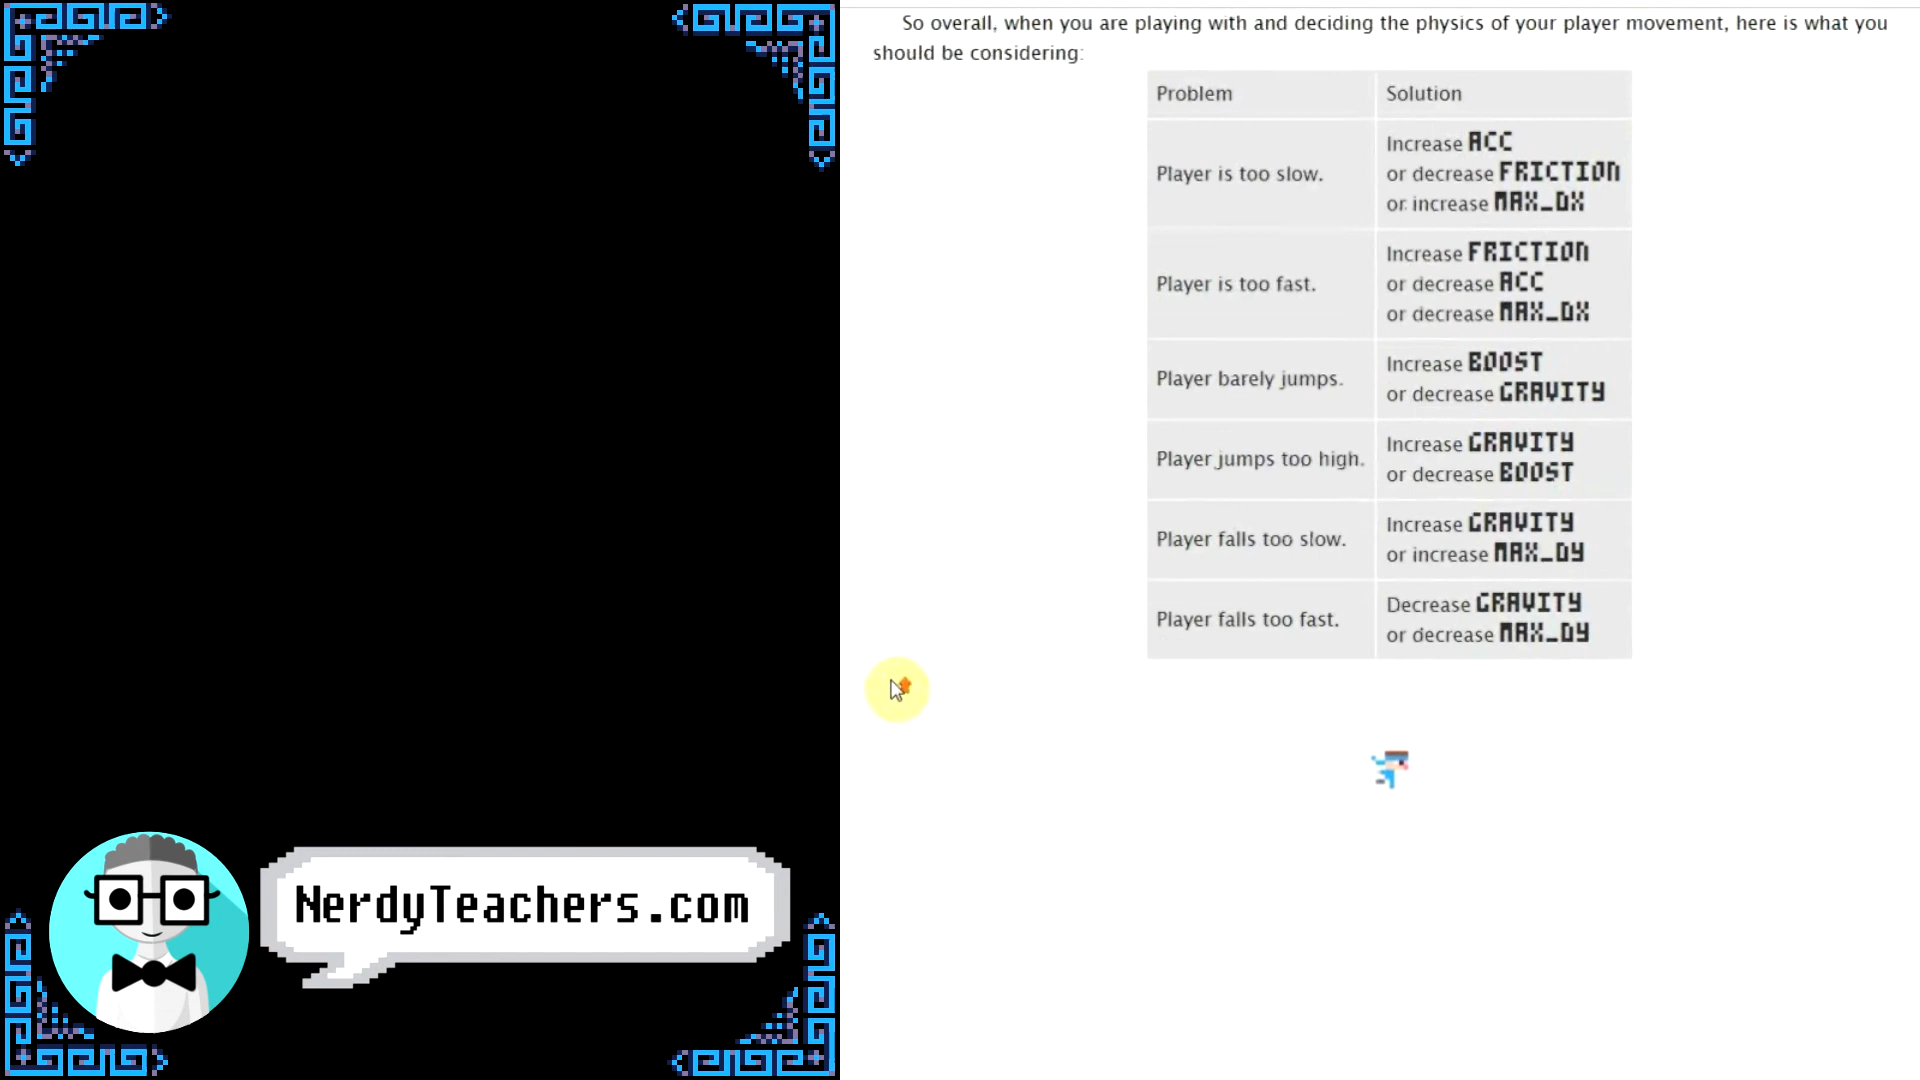 So overall, when you are playing with and deciding the physics of your player movement, here is what you
should be considering:
Problem
Solution
Player is too slow.
Increase ACC
or decrease FRICTION
or increase MAX_DX
Player is too fast.
Increase FRICTION
or decrease ACC
or decrease MAX_DX
Player barely jumps.
Increase BOOST
or decrease GRAVITY
Player jumps too high.
Increase GRAVITY
or decrease BOOST
Player falls too slow.
Increase GRAVITY
or increase MAX_DY
Player falls too fast.
Decrease GRAVITY
or decrease MAX_DY
NerdyTeachers.com